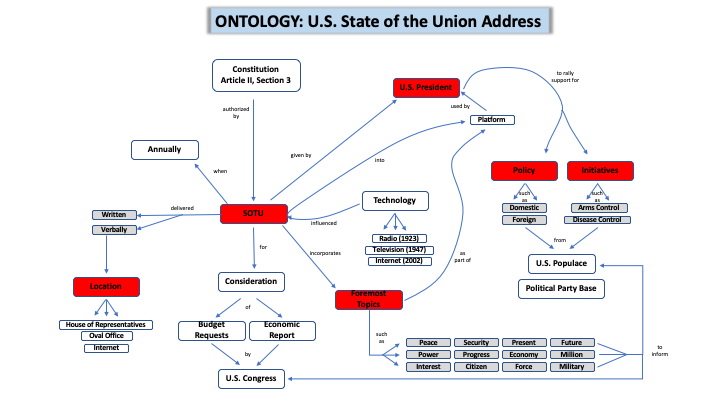 ONTOLOGY: U.S. State of the Union Address
Constitution
Article II, Section 3
U.S. President
to rally
support for
authorized
by
used by
Platform
Annually
given by
into
when
Policy
Initiatives
such
as
such
as
Technology
Domestic
Foreign
Arms Control
Disease Control
Written
Verbally
delivered
SOTU
influenced
Radio (1923)
Television (1947)
Internet (2002)
from
for
incorporates
as
part of
U.S. Populace
Political Party Base
Location
Consideration
Foremost
Topics
House of Representatives
Oval Office
Internet
of
Budget
Requests
Economic
Report
such
as
Peace
Security
Present
Future
Power
Progress
Economy
Million
Interest
Citizen
Force
Military
to
inform
by
U.S. Congress